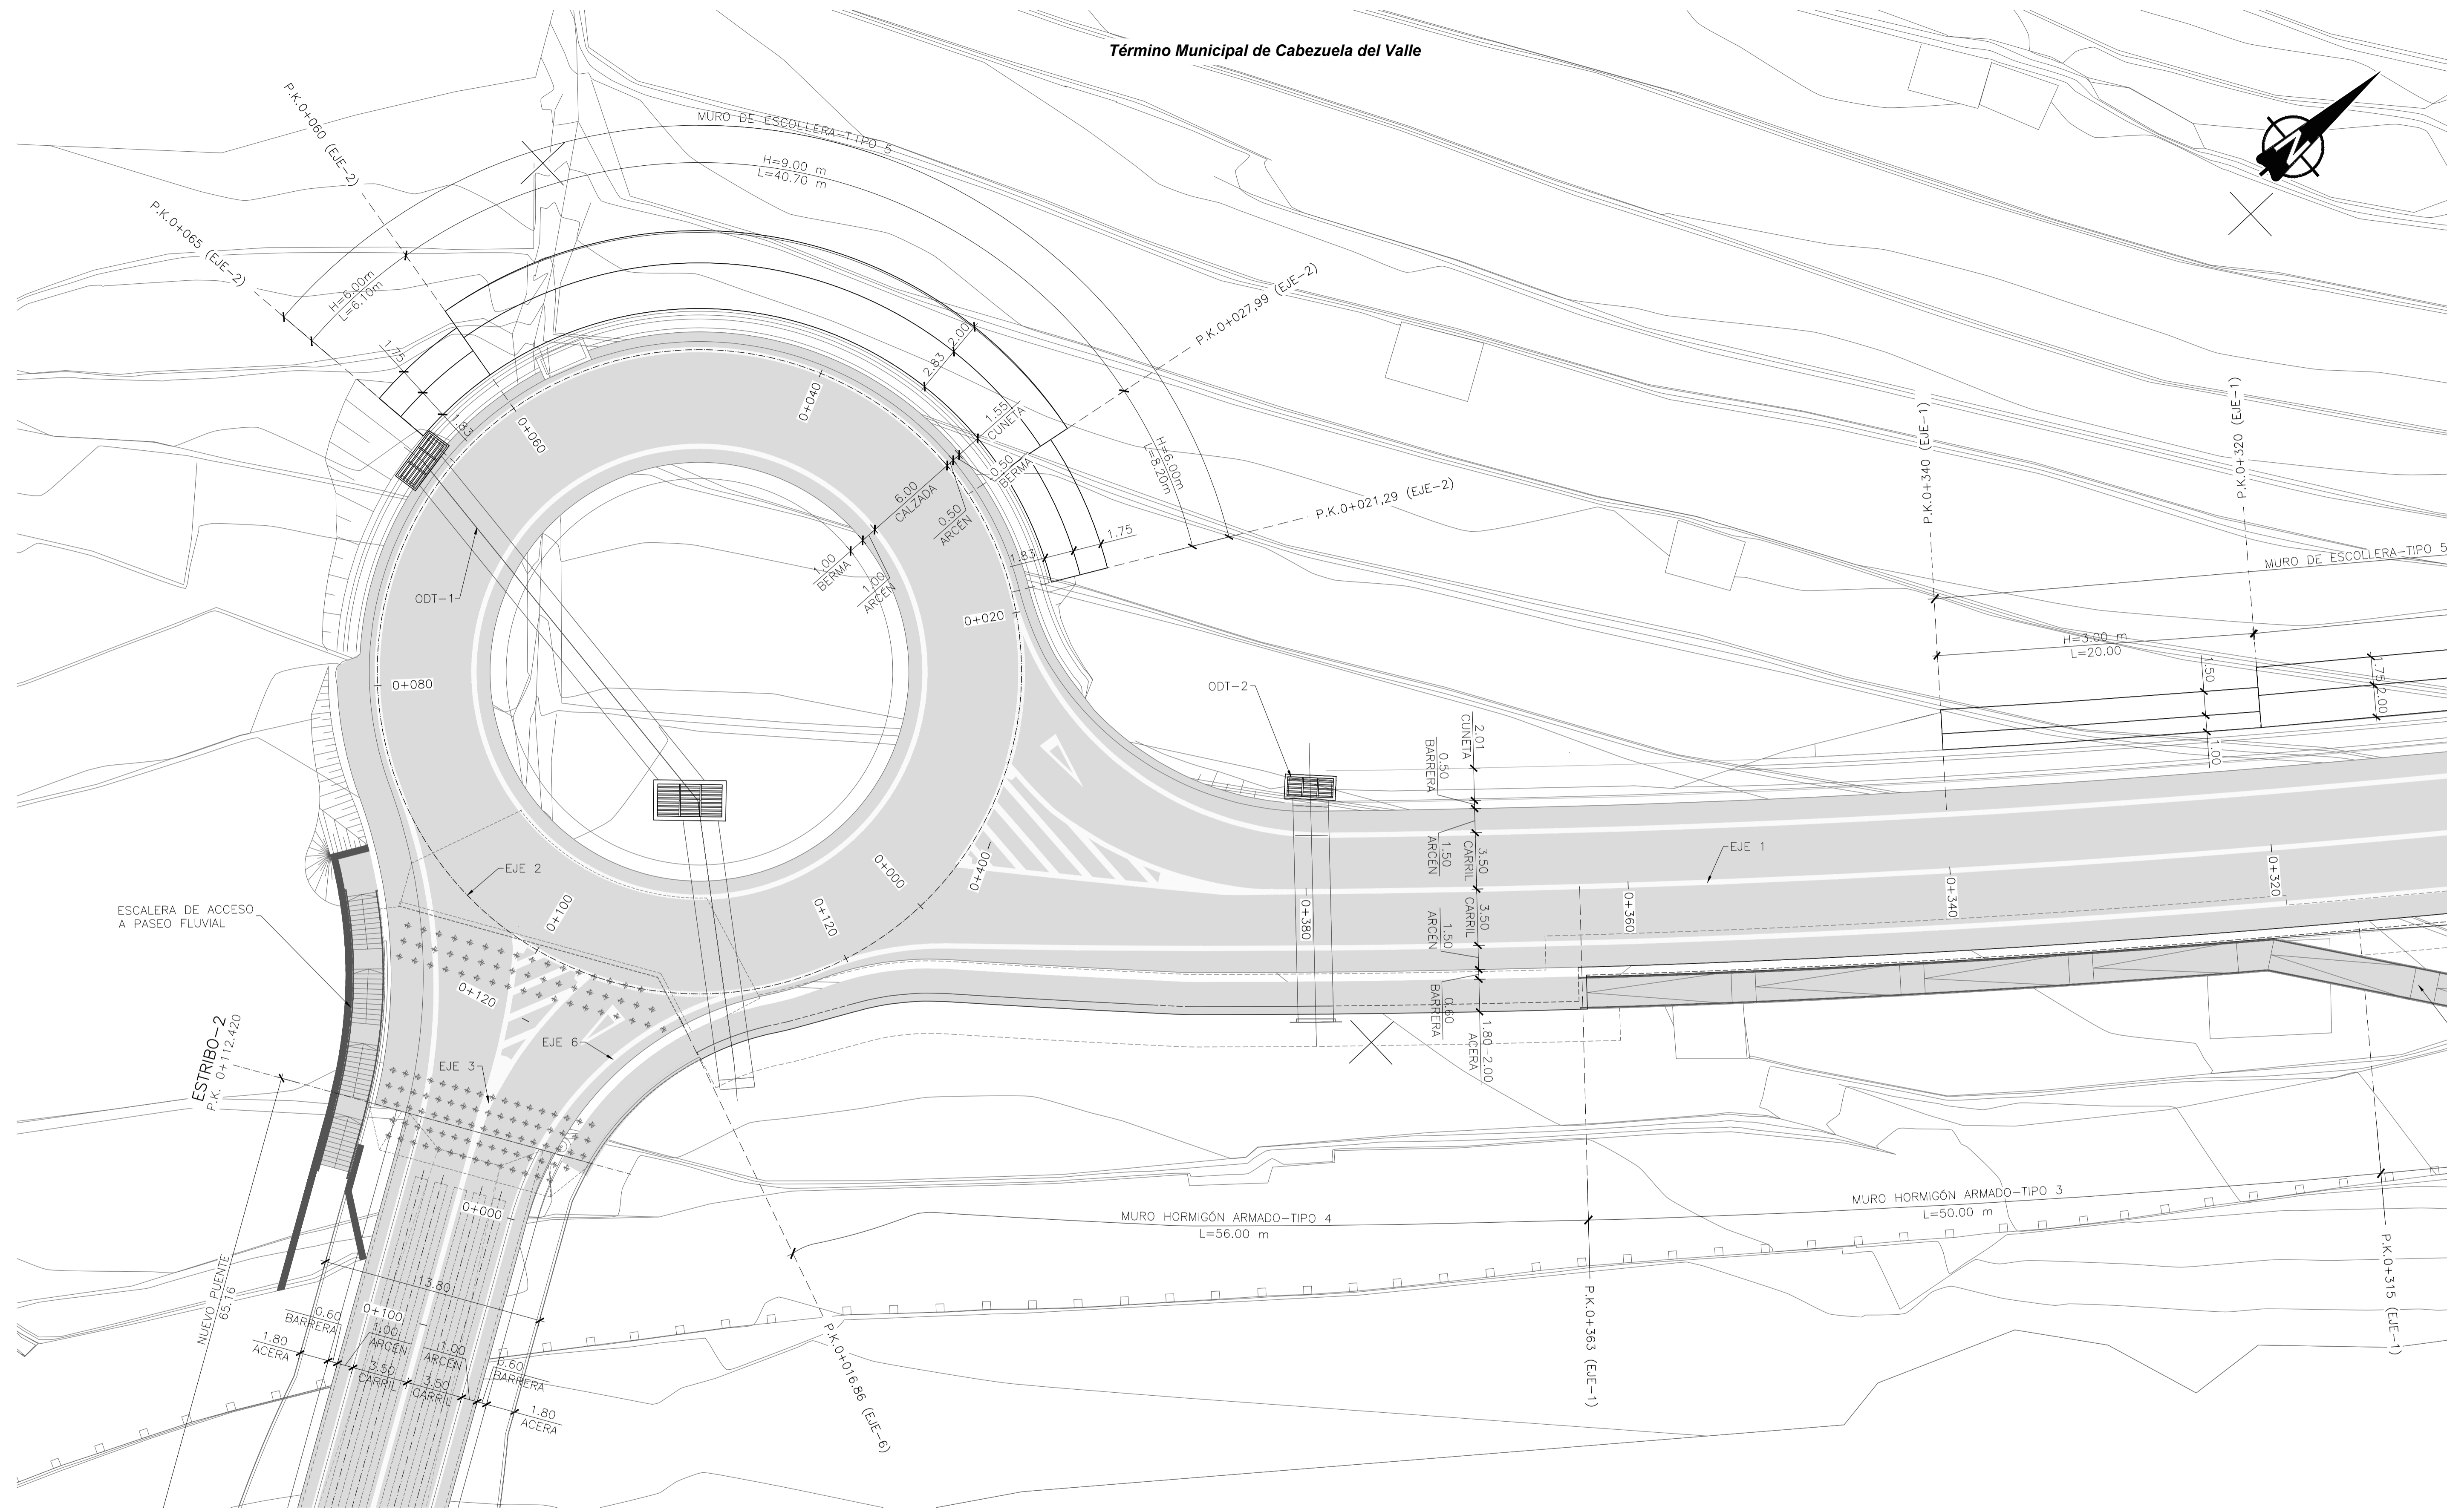 Término Municipal de Cabezuela del Valle
P.K.0+060 (EJE-2)
MURO DE ESCOLLERA-TIPO 5
H=9.00 m
L=40.70 m
P.K.0+065 (EJE-2)
H=6.00m
L=6.10m
P.K.0+027,99 (EJE-2)
1.75
1.83
2.83
2.00
1.55
CUNETA
0.50
BERMA
6.00
CALZADA
0.50
ARCÉN
1.00
BERMA
1.00
ARCÉN
H=6.00m
L=8.20m
P.K.0+021,29 (EJE-2)
1.83
1.75
0+040
0+060
0+020
0+080
ODT-1
P.K.0+340 (EJE-1)
P.K.0+320 (EJE-1)
MURO DE ESCOLLERA-TIPO 5
H=3.00 m
L=20.00
1.50
1.00
1.75
2.00
ODT-2
2.01
CUNETA
0.50
BARRERA
1.50
ARCÉN
3.50
CARRIL
3.50
CARRIL
1.50
ARCÉN
0.60
BARRERA
1.80-2.00
ACERA
EJE 1
0+320
0+340
0+360
0+380
0+400
0+000
0+120
0+100
EJE 2
0+120
ESCALERA DE ACCESO
A PASEO FLUVIAL
EJE 6
EJE 3
ESTRIBO-2
P.K. 0+112.420
0+000
MURO HORMIGÓN ARMADO-TIPO 4
L=56.00 m
MURO HORMIGÓN ARMADO-TIPO 3
L=50.00 m
P.K.0+315 (EJE-1)
P.K.0+363 (EJE-1)
P.K.0+016.86 (EJE-6)
NUEVO PUENTE
65.16
13.80
0+100
0.60
BARRERA
1.80
ACERA
1.00
ARCÉN
3.50
CARRIL
1.00
ARCÉN
3.50
CARRIL
0.60
BARRERA
1.80
ACERA
N